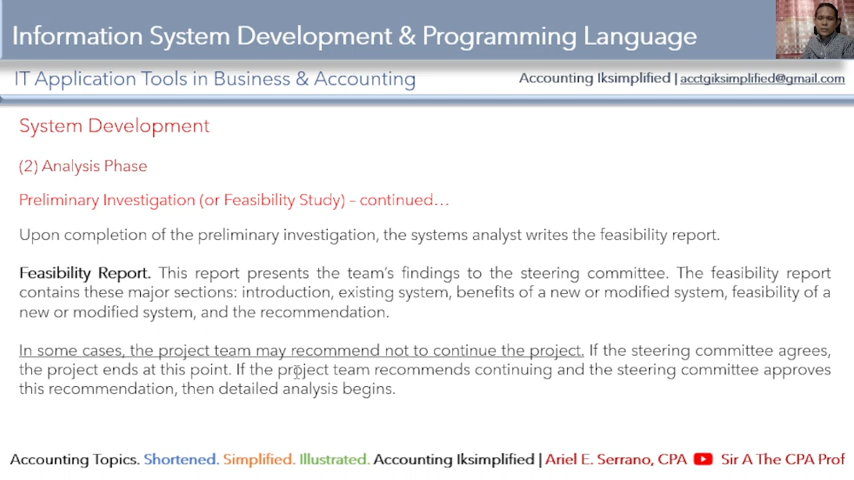 Information System Development & Programming Language
IT Application Tools in Business & Accounting
Accounting Iksimplified | acctgiksimplified@gmail.com
System Development
(2) Analysis Phase
Preliminary Investigation (or Feasibility Study) – continued…
Upon completion of the preliminary investigation, the systems analyst writes the feasibility report.
Feasibility Report. This report presents the team's findings to the steering committee. The feasibility report
contains these major sections: introduction, existing system, benefits of a new or modified system, feasibility of a
new or modified system, and the recommendation.
In some cases, the project team may recommend not to continue the project. If the steering committee agrees,
the project ends at this point. If the project team recommends continuing and the steering committee approves
this recommendation, then detailed analysis begins.
Accounting Topics. Shortened. Simplified. Illustrated. Accounting Iksimplified | Ariel E. Serrano, CPA Sir A The CPA Prof